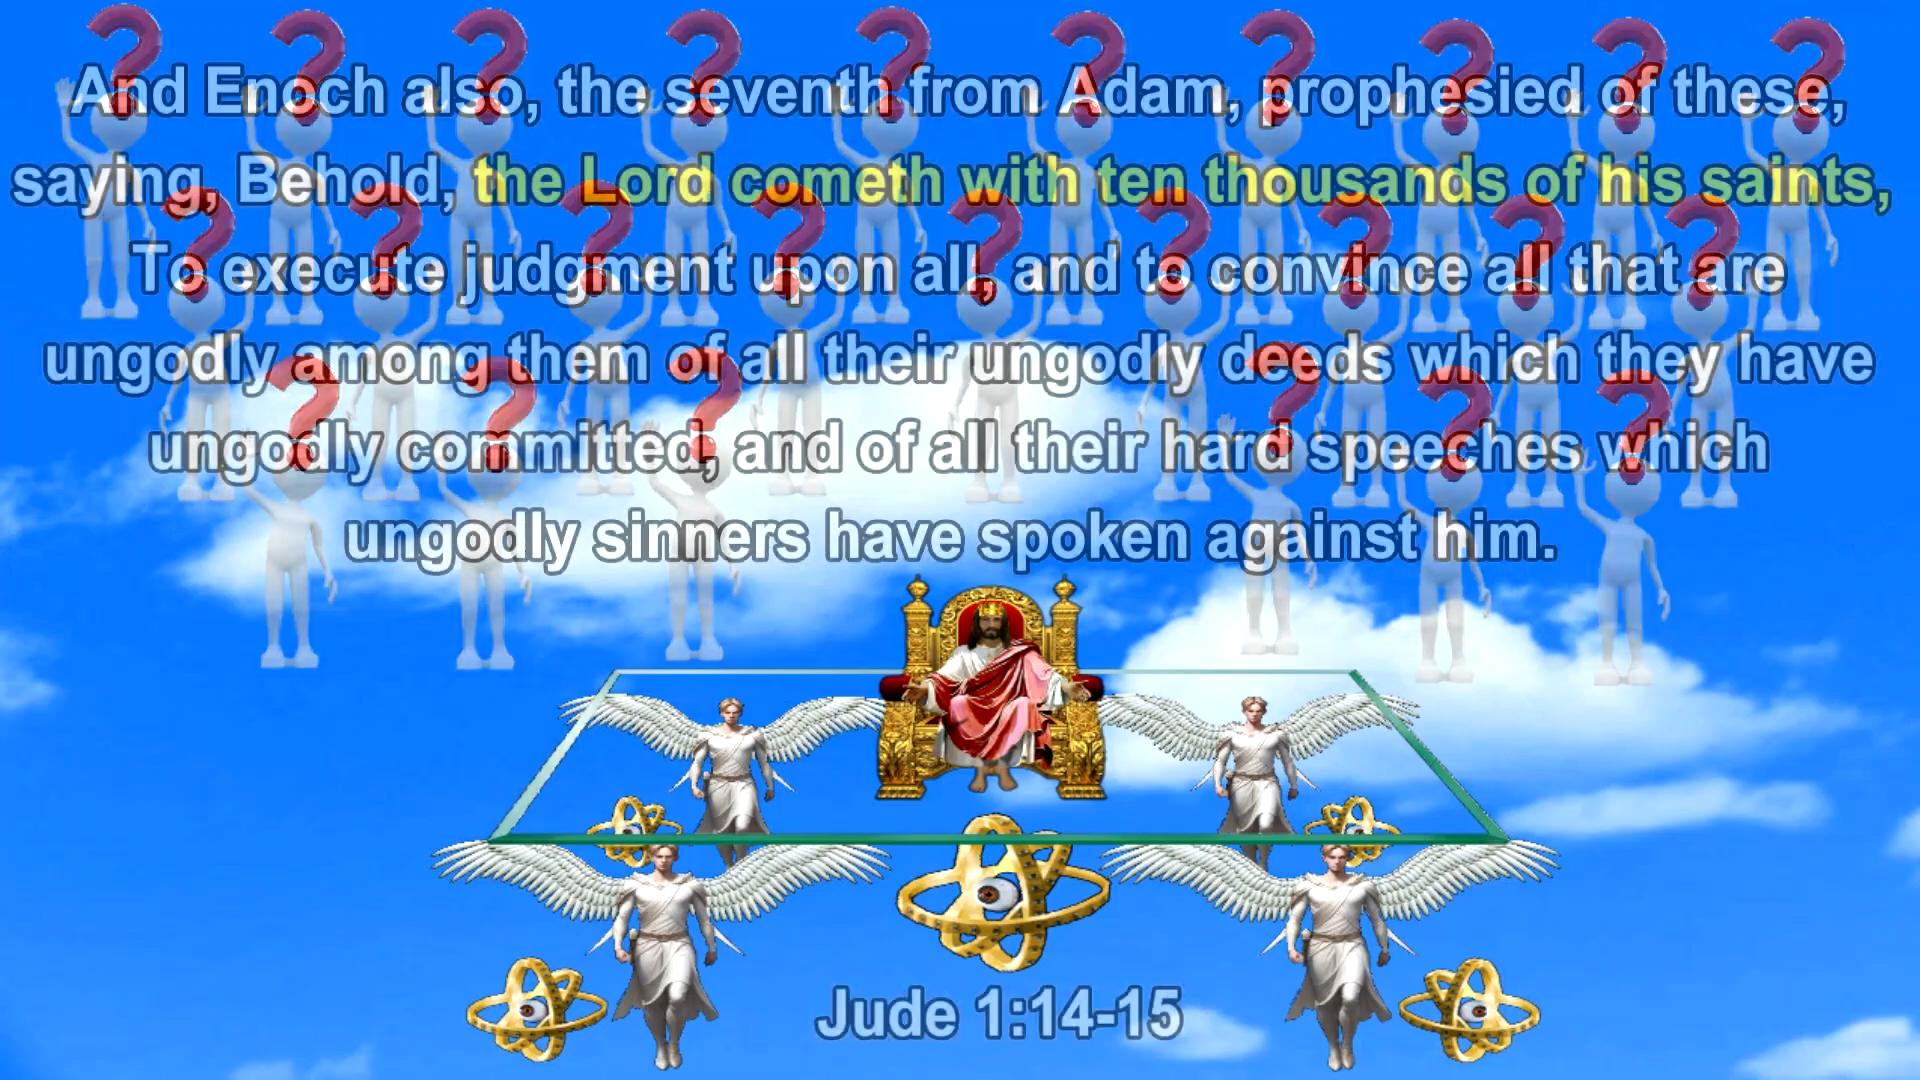 And Enoch also, the seventh from Adam, prophesied of these,
saying, Behold, the Lord cometh with ten thousands of his saints,
To execute judgment upon all, and to convince all that are
ungodly among them of all their ungodly deeds which they have
ungodly committed, and of all their hard speeches which
ungodly sinners have spoken against him.
Jude 1:14-15